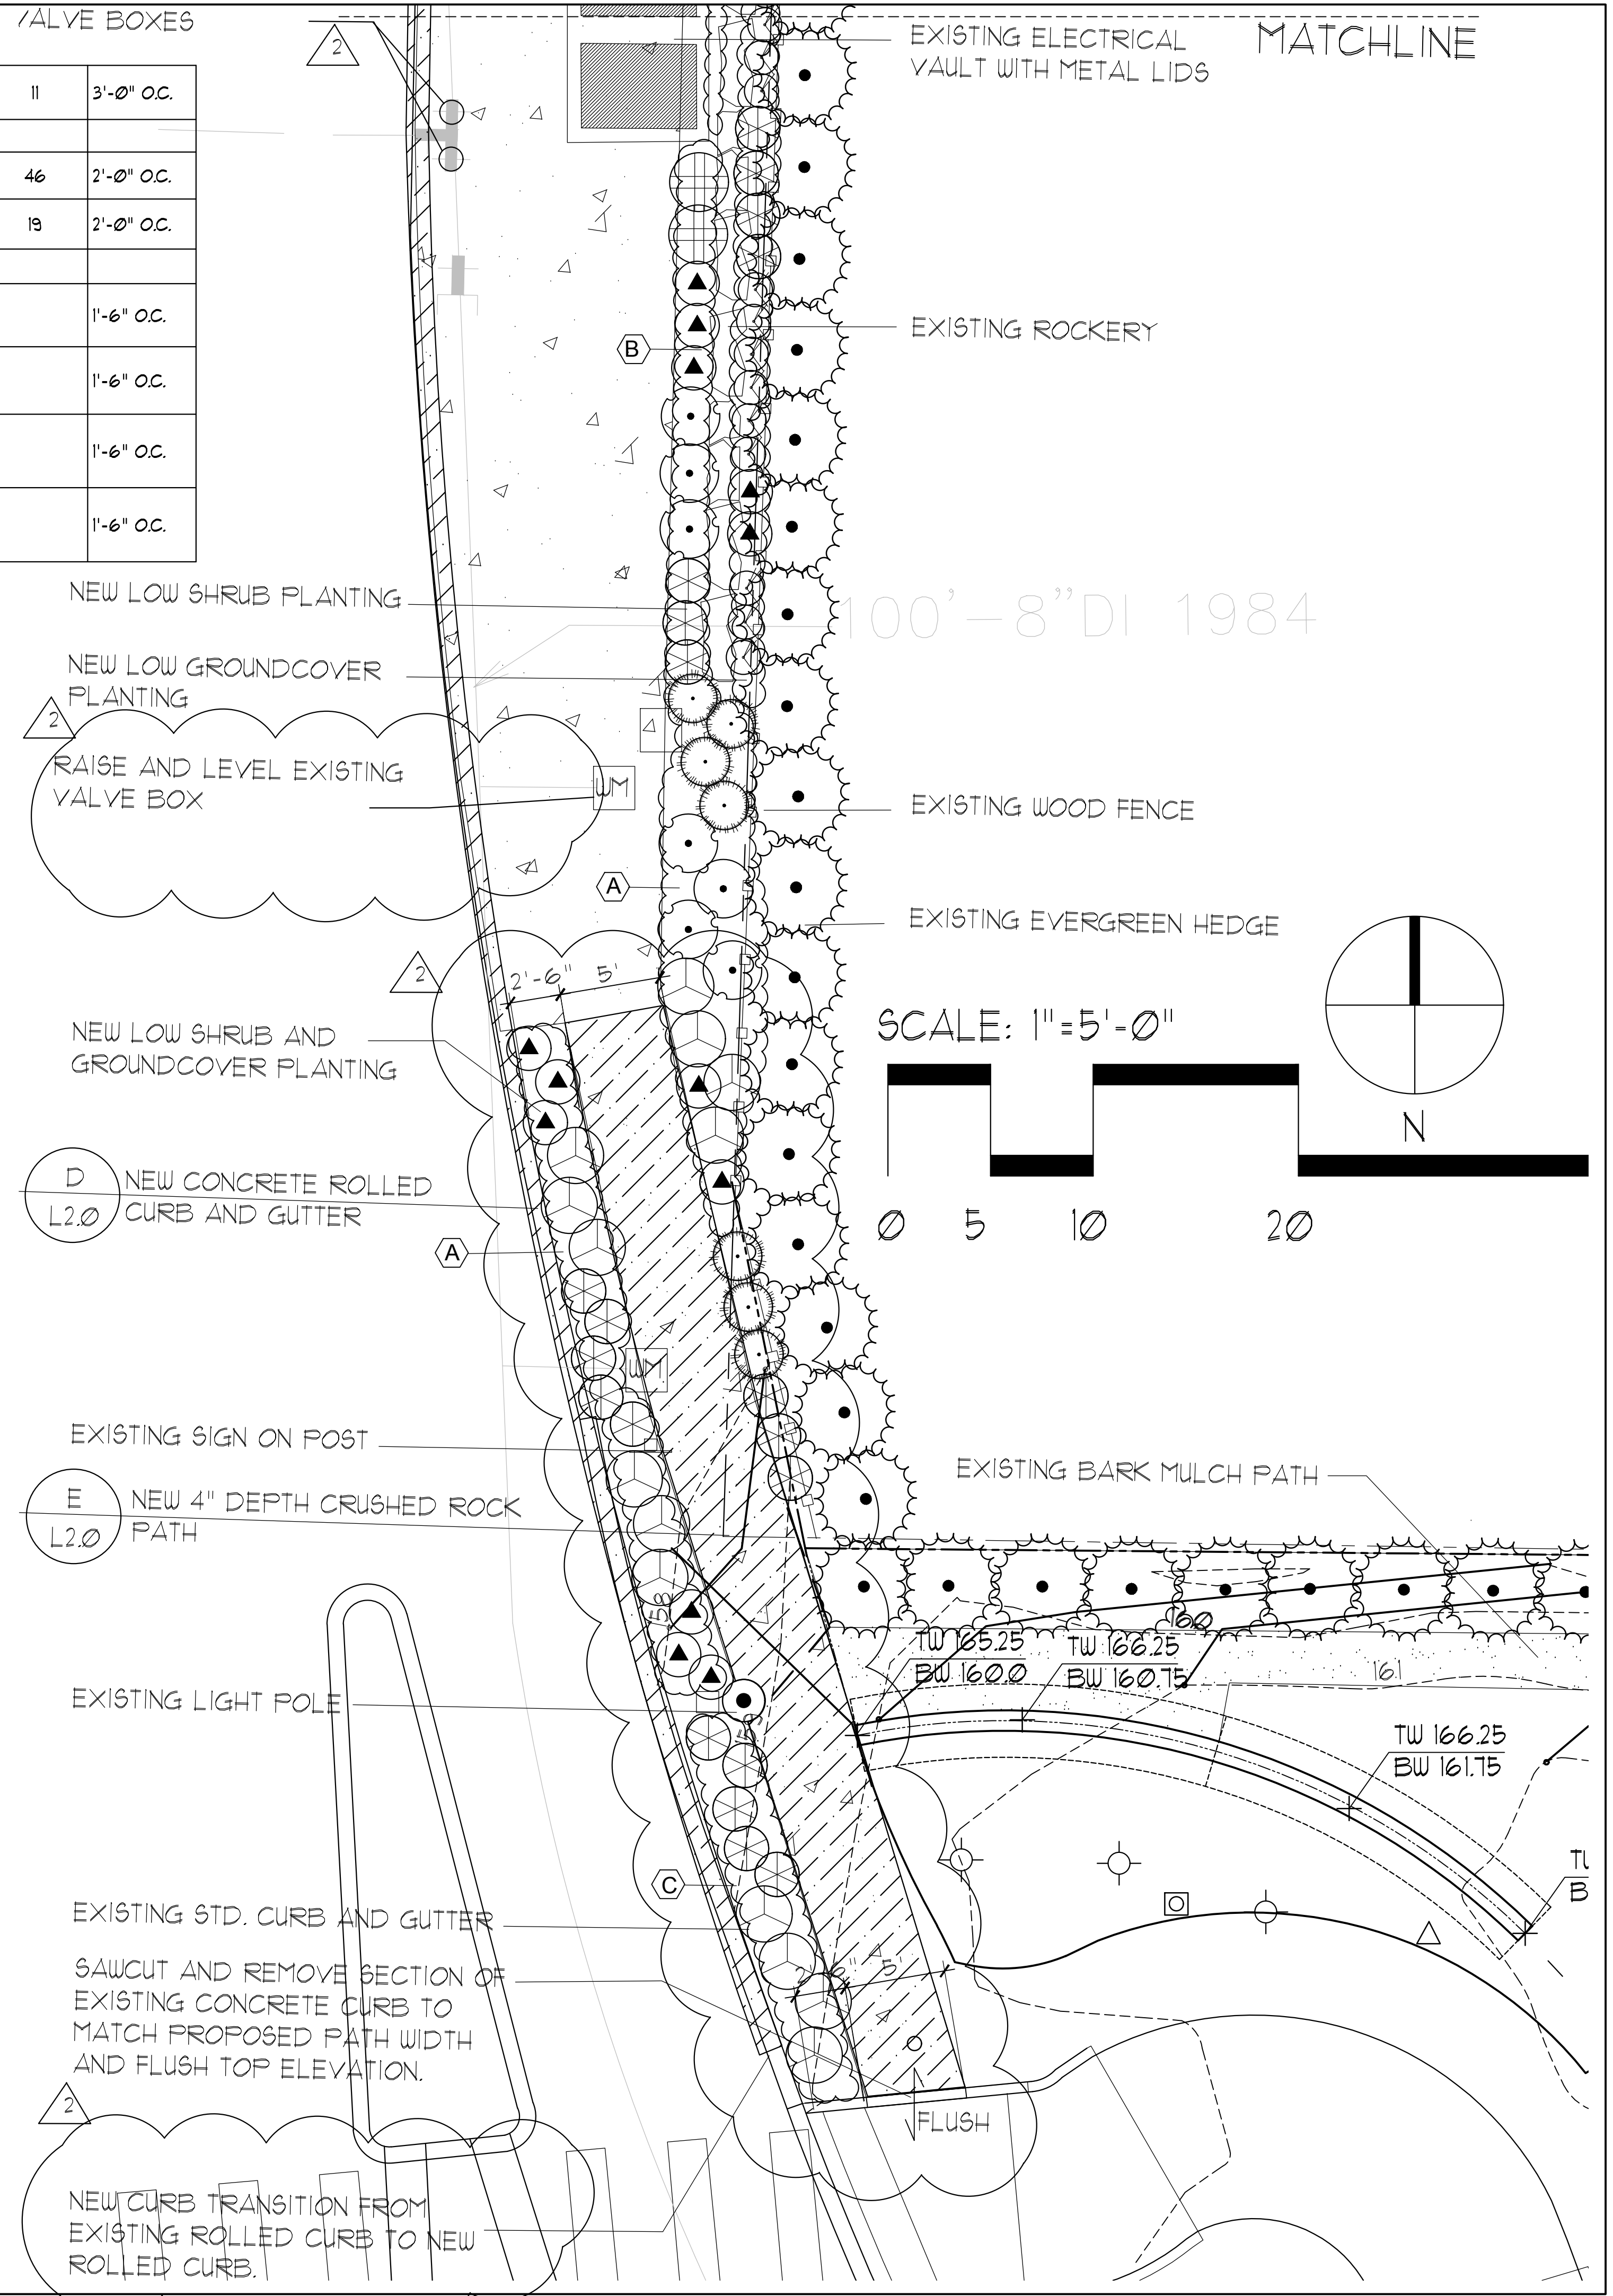 VALVE BOXES
2
EXISTING ELECTRICAL
VAULT WITH METAL LIDS
MATCHLINE
11 3'-0" O.C.
46 2'-0" O.C.
19 2'-0" O.C.
1'-6" O.C.
1'-6" O.C.
1'-6" O.C.
1'-6" O.C.
EXISTING ROCKERY
B
NEW LOW SHRUB PLANTING
100'-8"DI 1984
NEW LOW GROUNDCOVER
PLANTING
2
RAISE AND LEVEL EXISTING
VALVE BOX
WM
EXISTING WOOD FENCE
A
EXISTING EVERGREEN HEDGE
2
2'-6" 5'
SCALE: 1"=5'-0"
N
0 5 10 20
NEW LOW SHRUB AND
GROUNDCOVER PLANTING
D
L2.0
NEW CONCRETE ROLLED
CURB AND GUTTER
A
WM
EXISTING SIGN ON POST
EXISTING BARK MULCH PATH
E
L2.0
NEW 4" DEPTH CRUSHED ROCK
PATH
158
160
TW 165.25
BW 160.0
TW 166.25
BW 160.75
161
EXISTING LIGHT POLE
TW 166.25
BW 161.75
C
EXISTING STD. CURB AND GUTTER
SAWCUT AND REMOVE SECTION OF
EXISTING CONCRETE CURB TO
MATCH PROPOSED PATH WIDTH
AND FLUSH TOP ELEVATION.
2'-6" 5'
2
FLUSH
NEW CURB TRANSITION FROM
EXISTING ROLLED CURB TO NEW
ROLLED CURB.